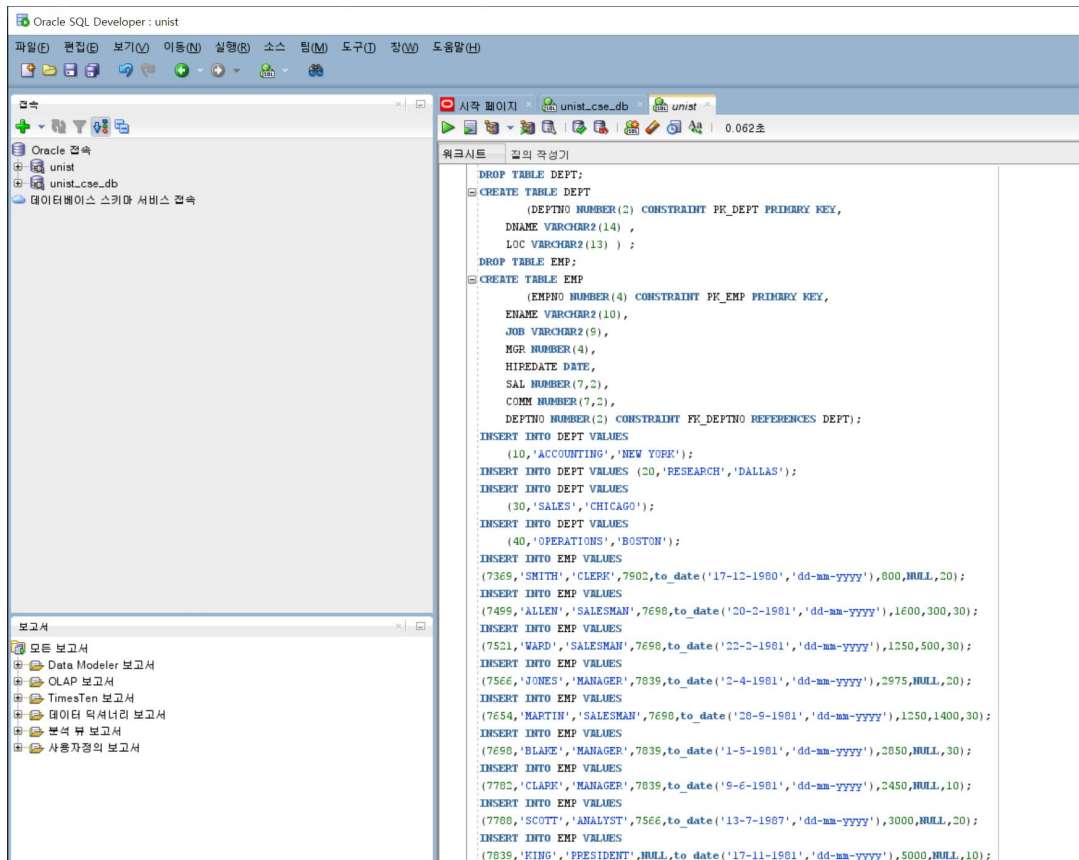 Oracle SQL Developer : unist
파일(F) 편집(E) 보기(V) 이동(N) 실행(R) 소스 팀(M) 도구(T) 창(W) 도움말(H)
접속
Oracle 접속
unist
unist_cse_db
데이터베이스 스키마 서비스 접속
보고서
모든 보고서
Data Modeler 보고서
OLAP 보고서
TimesTen 보고서
데이터 딕셔너리 보고서
분석 뷰 보고서
사용자정의 보고서
시작 페이지 unist_cse_db unist
0.062초
워크시트 질의 작성기
DROP TABLE DEPT;
CREATE TABLE DEPT
(DEPTNO NUMBER(2) CONSTRAINT PK_DEPT PRIMARY KEY,
DNAME VARCHAR2(14) ,
LOC VARCHAR2(13) ) ;
DROP TABLE EMP;
CREATE TABLE EMP
(EMPNO NUMBER(4) CONSTRAINT PK_EMP PRIMARY KEY,
ENAME VARCHAR2(10),
JOB VARCHAR2(9),
MGR NUMBER(4),
HIREDATE DATE,
SAL NUMBER(7,2),
COMM NUMBER(7,2),
DEPTNO NUMBER(2) CONSTRAINT FK_DEPTNO REFERENCES DEPT);
INSERT INTO DEPT VALUES
(10,'ACCOUNTING','NEW YORK');
INSERT INTO DEPT VALUES (20,'RESEARCH','DALLAS');
INSERT INTO DEPT VALUES
(30,'SALES','CHICAGO');
INSERT INTO DEPT VALUES
(40,'OPERATIONS','BOSTON');
INSERT INTO EMP VALUES
(7369,'SMITH','CLERK',7902,to_date('17-12-1980','dd-mm-yyyy'),800,NULL,20);
INSERT INTO EMP VALUES
(7499,'ALLEN','SALESMAN',7698,to_date('20-2-1981','dd-mm-yyyy'),1600,300,30);
INSERT INTO EMP VALUES
(7521,'WARD','SALESMAN',7698,to_date('22-2-1981','dd-mm-yyyy'),1250,500,30);
INSERT INTO EMP VALUES
(7566,'JONES','MANAGER',7839,to_date('2-4-1981','dd-mm-yyyy'),2975,NULL,20);
INSERT INTO EMP VALUES
(7654,'MARTIN','SALESMAN',7698,to_date('28-9-1981','dd-mm-yyyy'),1250,1400,30);
INSERT INTO EMP VALUES
(7698,'BLAKE','MANAGER',7839,to_date('1-5-1981','dd-mm-yyyy'),2850,NULL,30);
INSERT INTO EMP VALUES
(7782,'CLARK','MANAGER',7839,to_date('9-6-1981','dd-mm-yyyy'),2450,NULL,10);
INSERT INTO EMP VALUES
(7788,'SCOTT','ANALYST',7566,to_date('13-7-1987','dd-mm-yyyy'),3000,NULL,20);
INSERT INTO EMP VALUES
(7839,'KING','PRESIDENT',NULL,to_date('17-11-1981','dd-mm-yyyy'),5000,NULL,10);